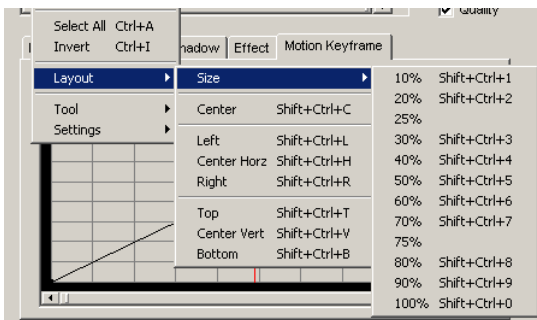 Quality
Select All Ctrl+A
Invert Ctrl+I
hadow Effect Motion Keyframe
Layout
Tool
Settings
Size
Center Shift+Ctrl+C
Left Shift+Ctrl+L
Center Horz Shift+Ctrl+H
Right Shift+Ctrl+R
Top Shift+Ctrl+T
Center Vert Shift+Ctrl+V
Bottom Shift+Ctrl+B
10% Shift+Ctrl+1
20% Shift+Ctrl+2
25%
30% Shift+Ctrl+3
40% Shift+Ctrl+4
50% Shift+Ctrl+5
60% Shift+Ctrl+6
70% Shift+Ctrl+7
75%
80% Shift+Ctrl+8
90% Shift+Ctrl+9
100% Shift+Ctrl+0